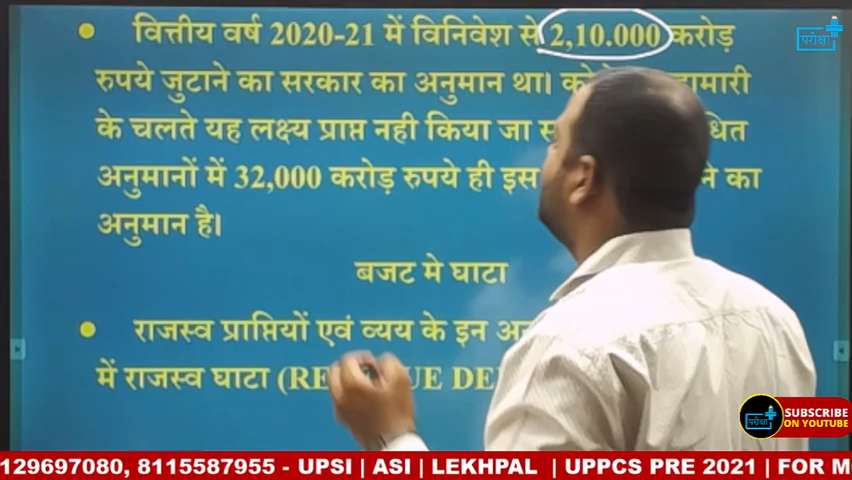 वित्तीय वर्ष 2020-21 में विनिवेश से 2,10.000 करोड़
रुपये जुटाने का सरकार का अनुमान था।
के चलते यह लक्ष्य प्राप्त नही किया जा
अनुमानों में 32,000 करोड़ रुपये ही इस का
अनुमान है।
बजट मे घाटा
राजस्व प्राप्तियों एवं व्यय के इन
में राजस्व घाटा
परीक्षा
परीक्षा
SUBSCRIBE
ON YOUTUBE
129697080, 8115587955 - UPSI | ASI | LEKHPAL | UPPCS PRE 2021 | FOR